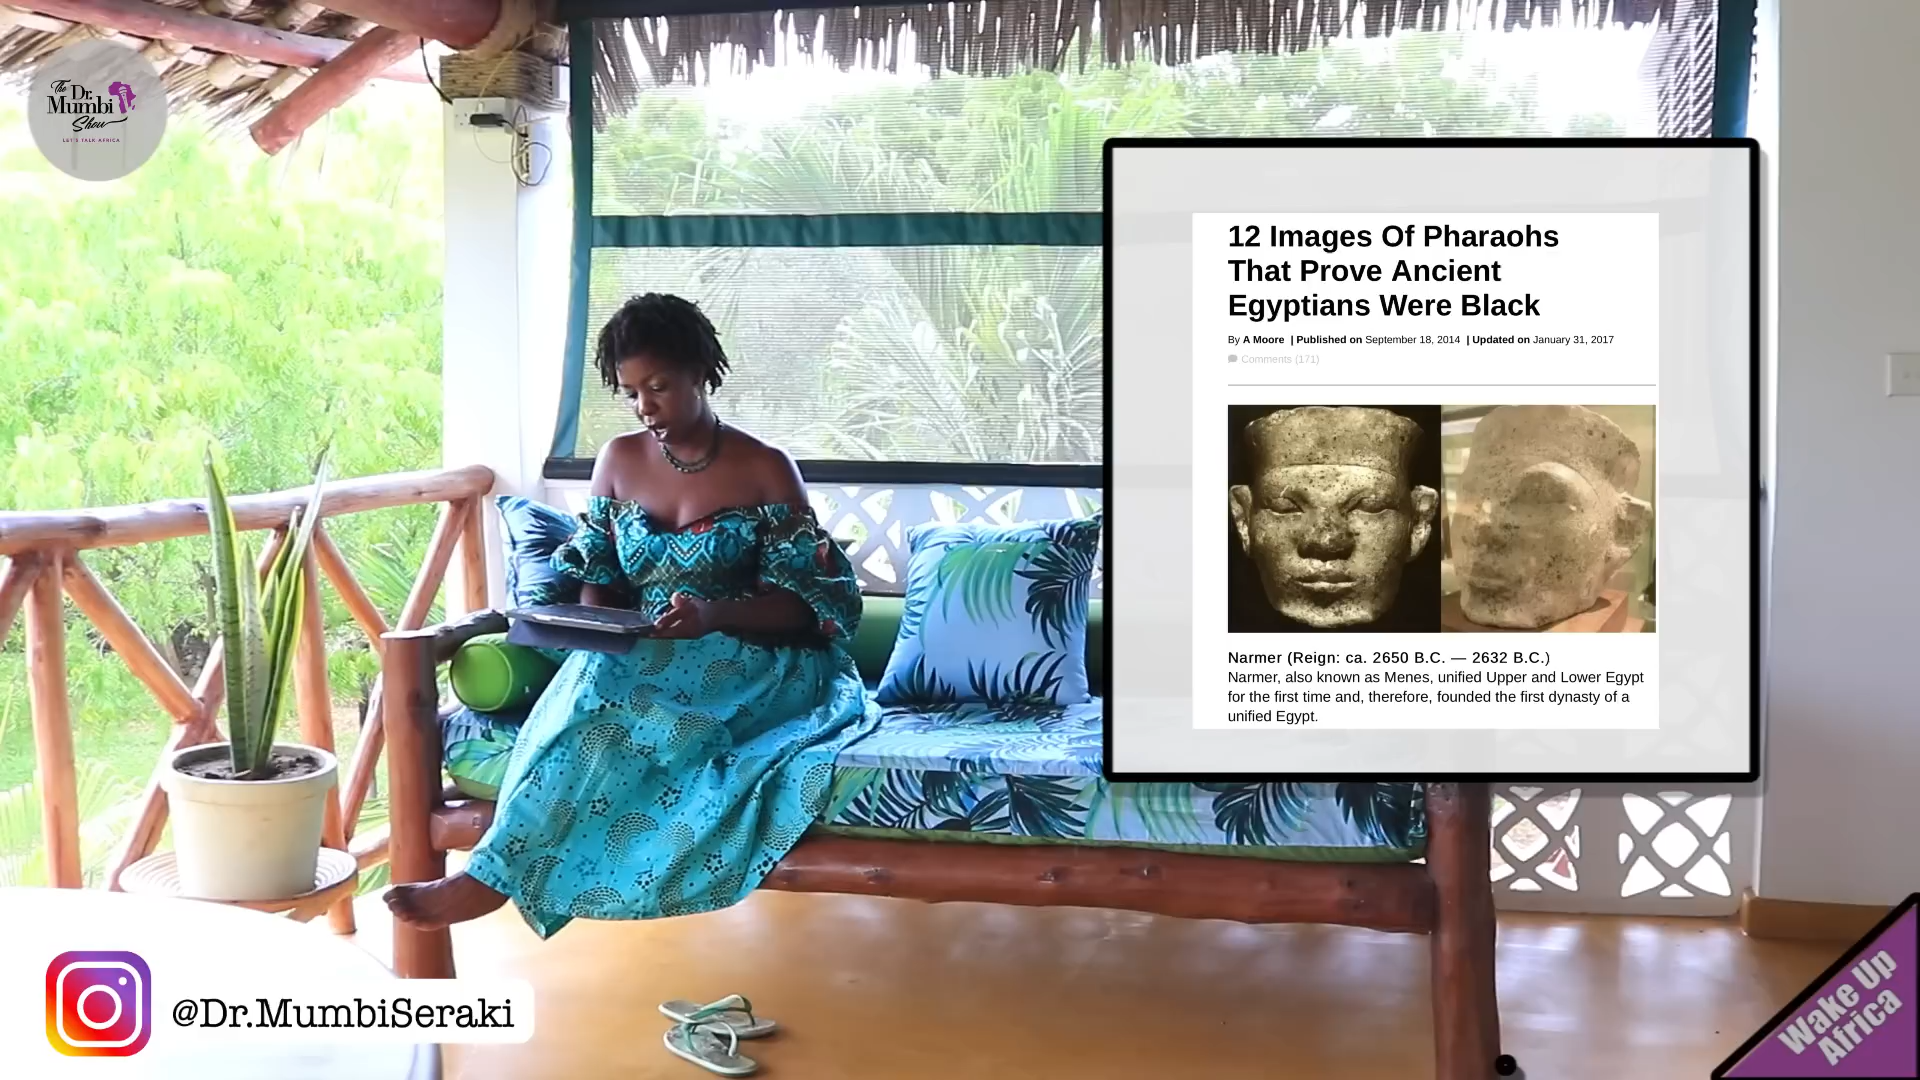 The
Dr.
Mumbi
Show
LET'S TALK AFRICA
12 Images Of Pharaohs
That Prove Ancient
Egyptians Were Black
By A Moore | Published on September 18, 2014 | Updated on January 31, 2017
Comments (171)
Narmer (Reign: ca. 2650 B.C. — 2632 B.C.)
Narmer, also known as Menes, unified Upper and Lower Egypt
for the first time and, therefore, founded the first dynasty of a
unified Egypt.
@Dr.MumbiSeraki
Wake Up
Africa